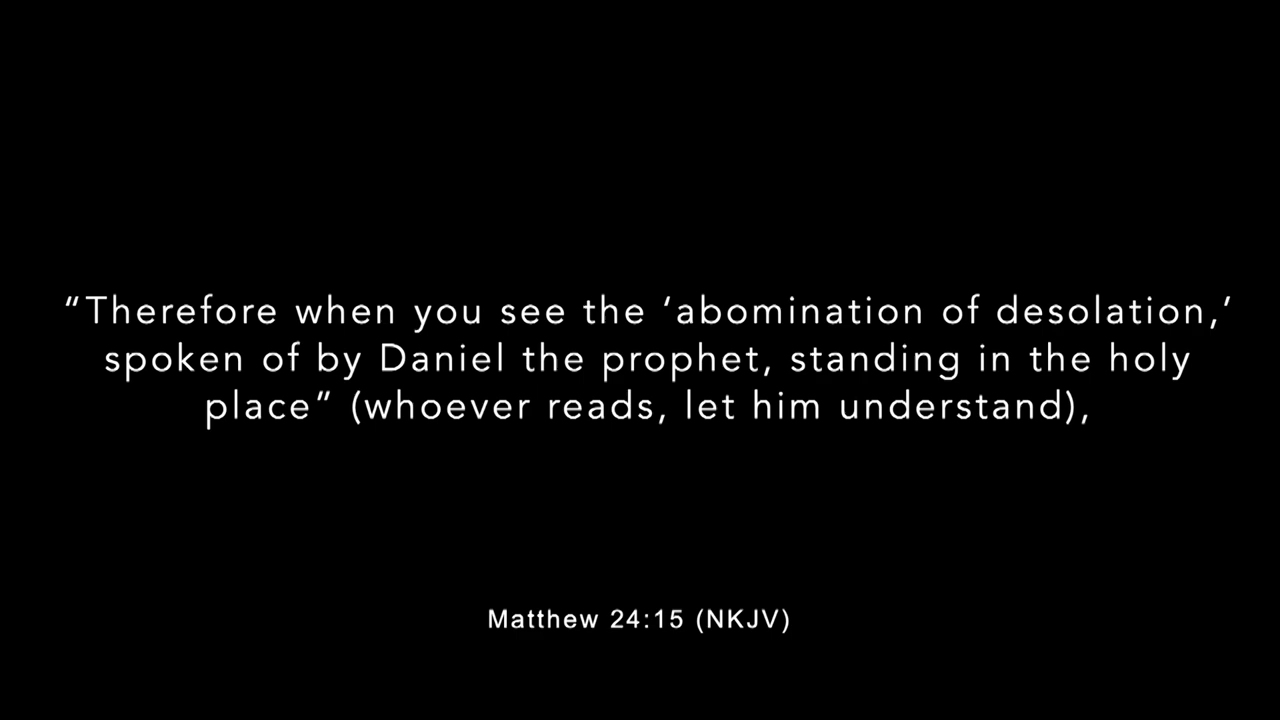 “Therefore when you see the ‘abomination of desolation,’
spoken of by Daniel the prophet, standing in the holy
place” (whoever reads, let him understand),
Matthew 24:15 (NKJV)